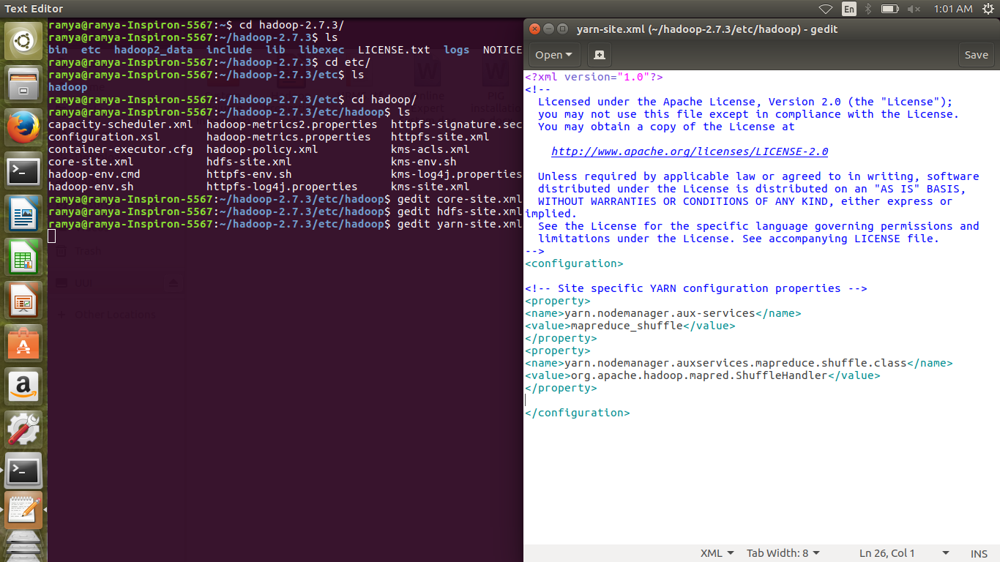 Text Editor
En
1:01 AM
ramya@ramya-Inspiron-5567:~$ cd hadoop-2.7.3/
ramya@ramya-Inspiron-5567:~/hadoop-2.7.3$ ls
bin etc hadoop2_data include lib libexec LICENSE.txt logs NOTICE
ramya@ramya-Inspiron-5567:~/hadoop-2.7.3$ cd etc/
ramya@ramya-Inspiron-5567:~/hadoop-2.7.3/etc$ ls
hadoop
ramya@ramya-Inspiron-5567:~/hadoop-2.7.3/etc$ cd hadoop/
ramya@ramya-Inspiron-5567:~/hadoop-2.7.3/etc/hadoop$ ls
capacity-scheduler.xml hadoop-metrics2.properties httpfs-signature.sec
configuration.xsl hadoop-metrics.properties httpfs-site.xml
container-executor.cfg hadoop-policy.xml kms-acls.xml
core-site.xml hdfs-site.xml kms-env.sh
hadoop-env.cmd httpfs-env.sh kms-log4j.properties
hadoop-env.sh httpfs-log4j.properties kms-site.xml
ramya@ramya-Inspiron-5567:~/hadoop-2.7.3/etc/hadoop$ gedit core-site.xml
ramya@ramya-Inspiron-5567:~/hadoop-2.7.3/etc/hadoop$ gedit hdfs-site.xml
ramya@ramya-Inspiron-5567:~/hadoop-2.7.3/etc/hadoop$ gedit yarn-site.xml
Trash
Other Locations
yarn-site.xml (~/hadoop-2.7.3/etc/hadoop) - gedit
Open
Save
<?xml version="1.0"?>
<!--
Licensed under the Apache License, Version 2.0 (the "License");
you may not use this file except in compliance with the License.
You may obtain a copy of the License at
http://www.apache.org/licenses/LICENSE-2.0
Unless required by applicable law or agreed to in writing, software
distributed under the License is distributed on an "AS IS" BASIS,
WITHOUT WARRANTIES OR CONDITIONS OF ANY KIND, either express or
implied.
See the License for the specific language governing permissions and
limitations under the License. See accompanying LICENSE file.
-->
<configuration>
<!-- Site specific YARN configuration properties -->
<property>
<name>yarn.nodemanager.aux-services</name>
<value>mapreduce_shuffle</value>
</property>
<property>
<name>yarn.nodemanager.auxservices.mapreduce.shuffle.class</name>
<value>org.apache.hadoop.mapred.ShuffleHandler</value>
</property>
</configuration>
XML
Tab Width: 8
Ln 26, Col 1
INS